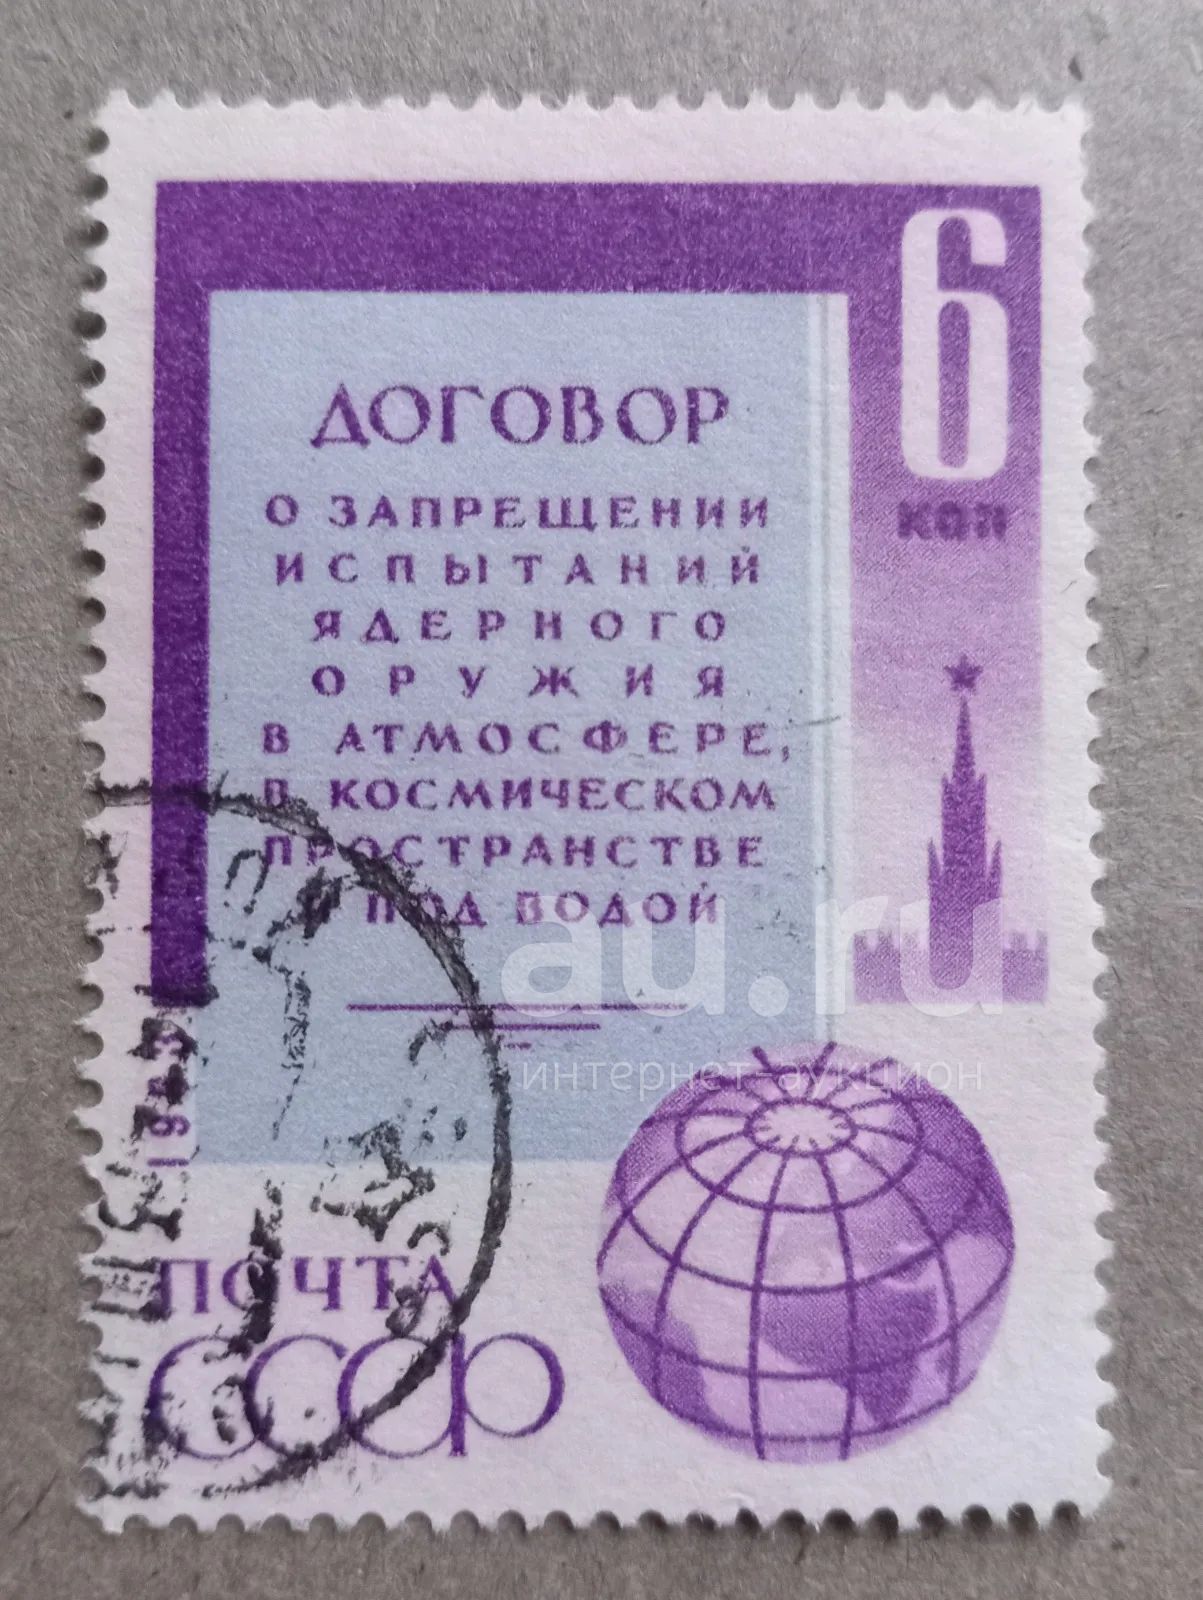 6
коп
ДОГОВОР
О ЗАПРЕЩЕНИИ
ИСПЫТАНИЙ
ЯДЕРНОГО
ОРУЖИЯ
В АТМОСФЕРЕ,
В КОСМИЧЕСКОМ
ПРОСТРАНСТВЕ
И ПОД ВОДОЙ
au.ru
интернет-аукцион
ПОЧТА
СССР